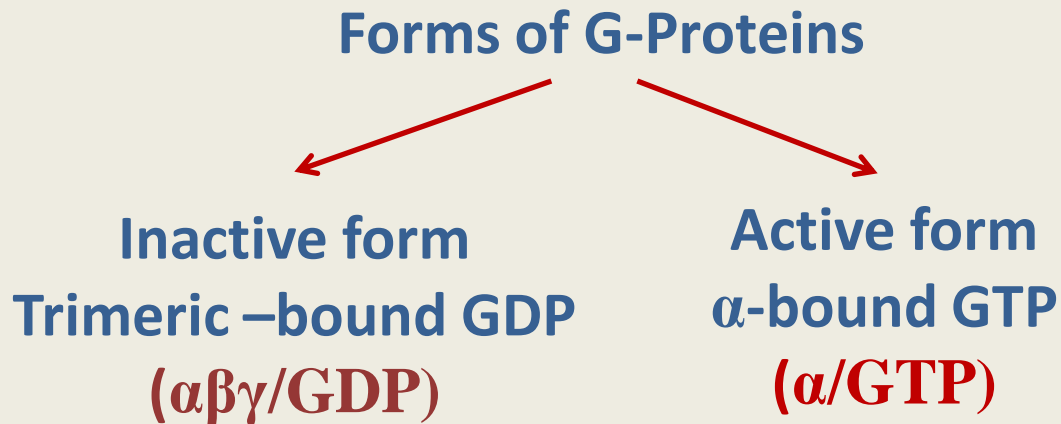 Forms of G-Proteins
Inactive form
Trimeric –bound GDP
(αβγ/GDP)
Active form
α-bound GTP
(α/GTP)